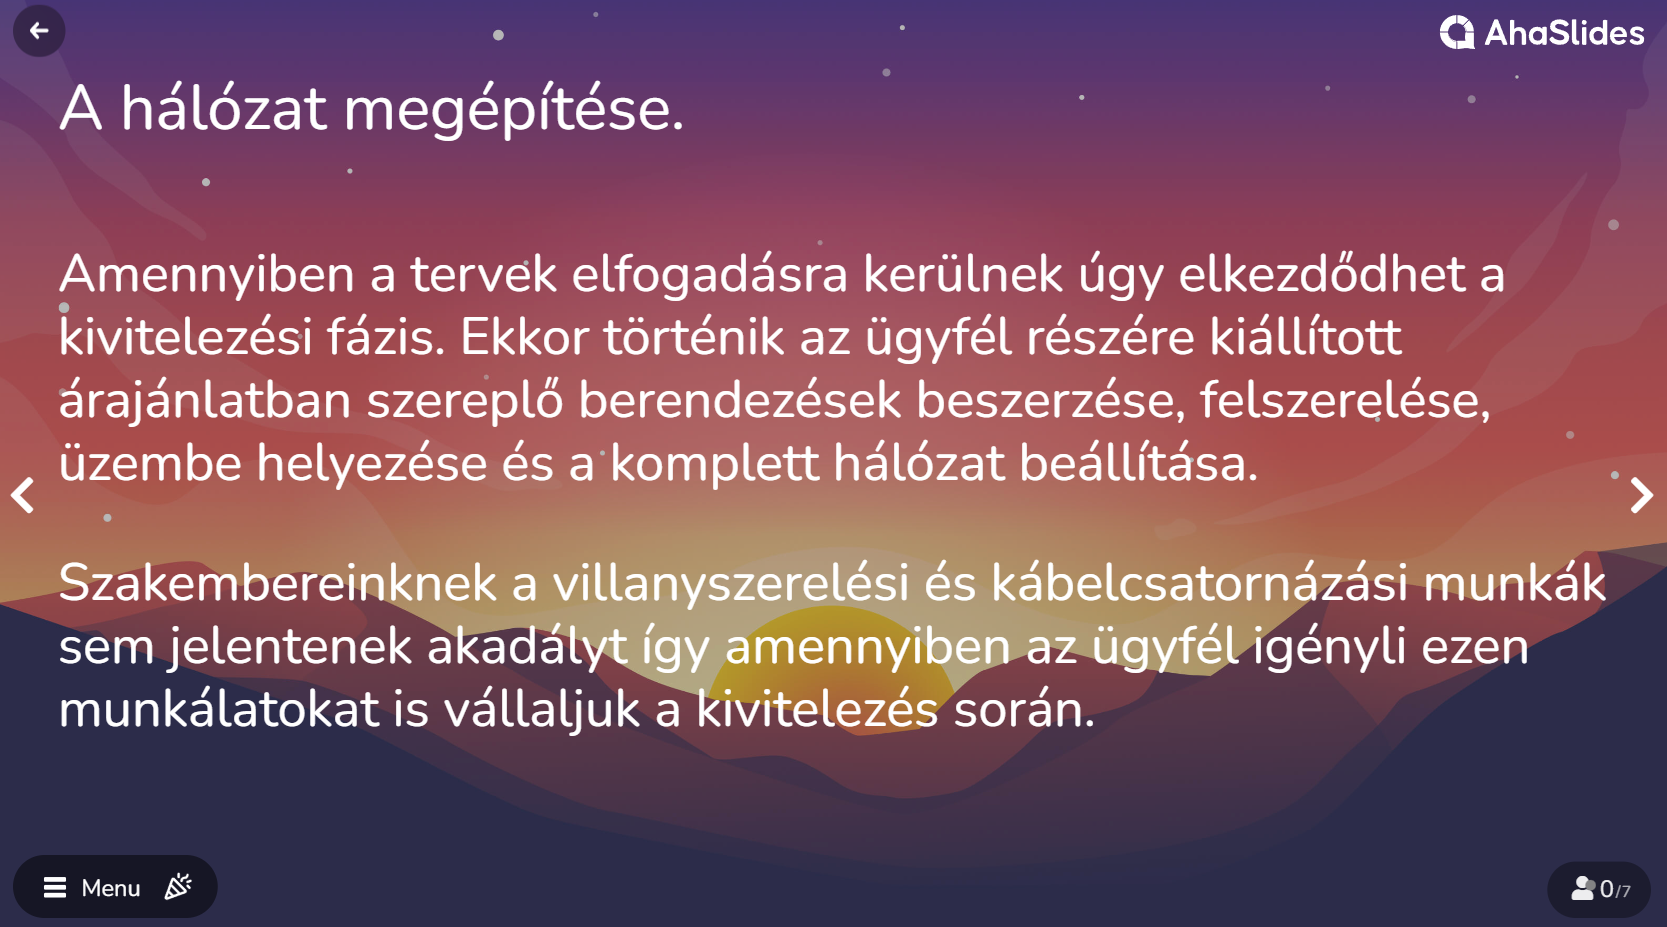 AhaSlides
A hálózat megépítése.
Amennyiben a tervek elfogadásra kerülnek úgy elkezdődhet a
kivitelezési fázis. Ekkor történik az ügyfél részére kiállított
árajánlatban szereplő berendezések beszerzése, felszerelése,
üzembe helyezése és a komplett hálózat beállítása.
Szakembereinknek a villanyszerelési és kábelcsatornázási munkák
sem jelentenek akadályt így amennyiben az ügyfél igényli ezen
munkálatokat is vállaljuk a kivitelezés során.
Menu
0/7